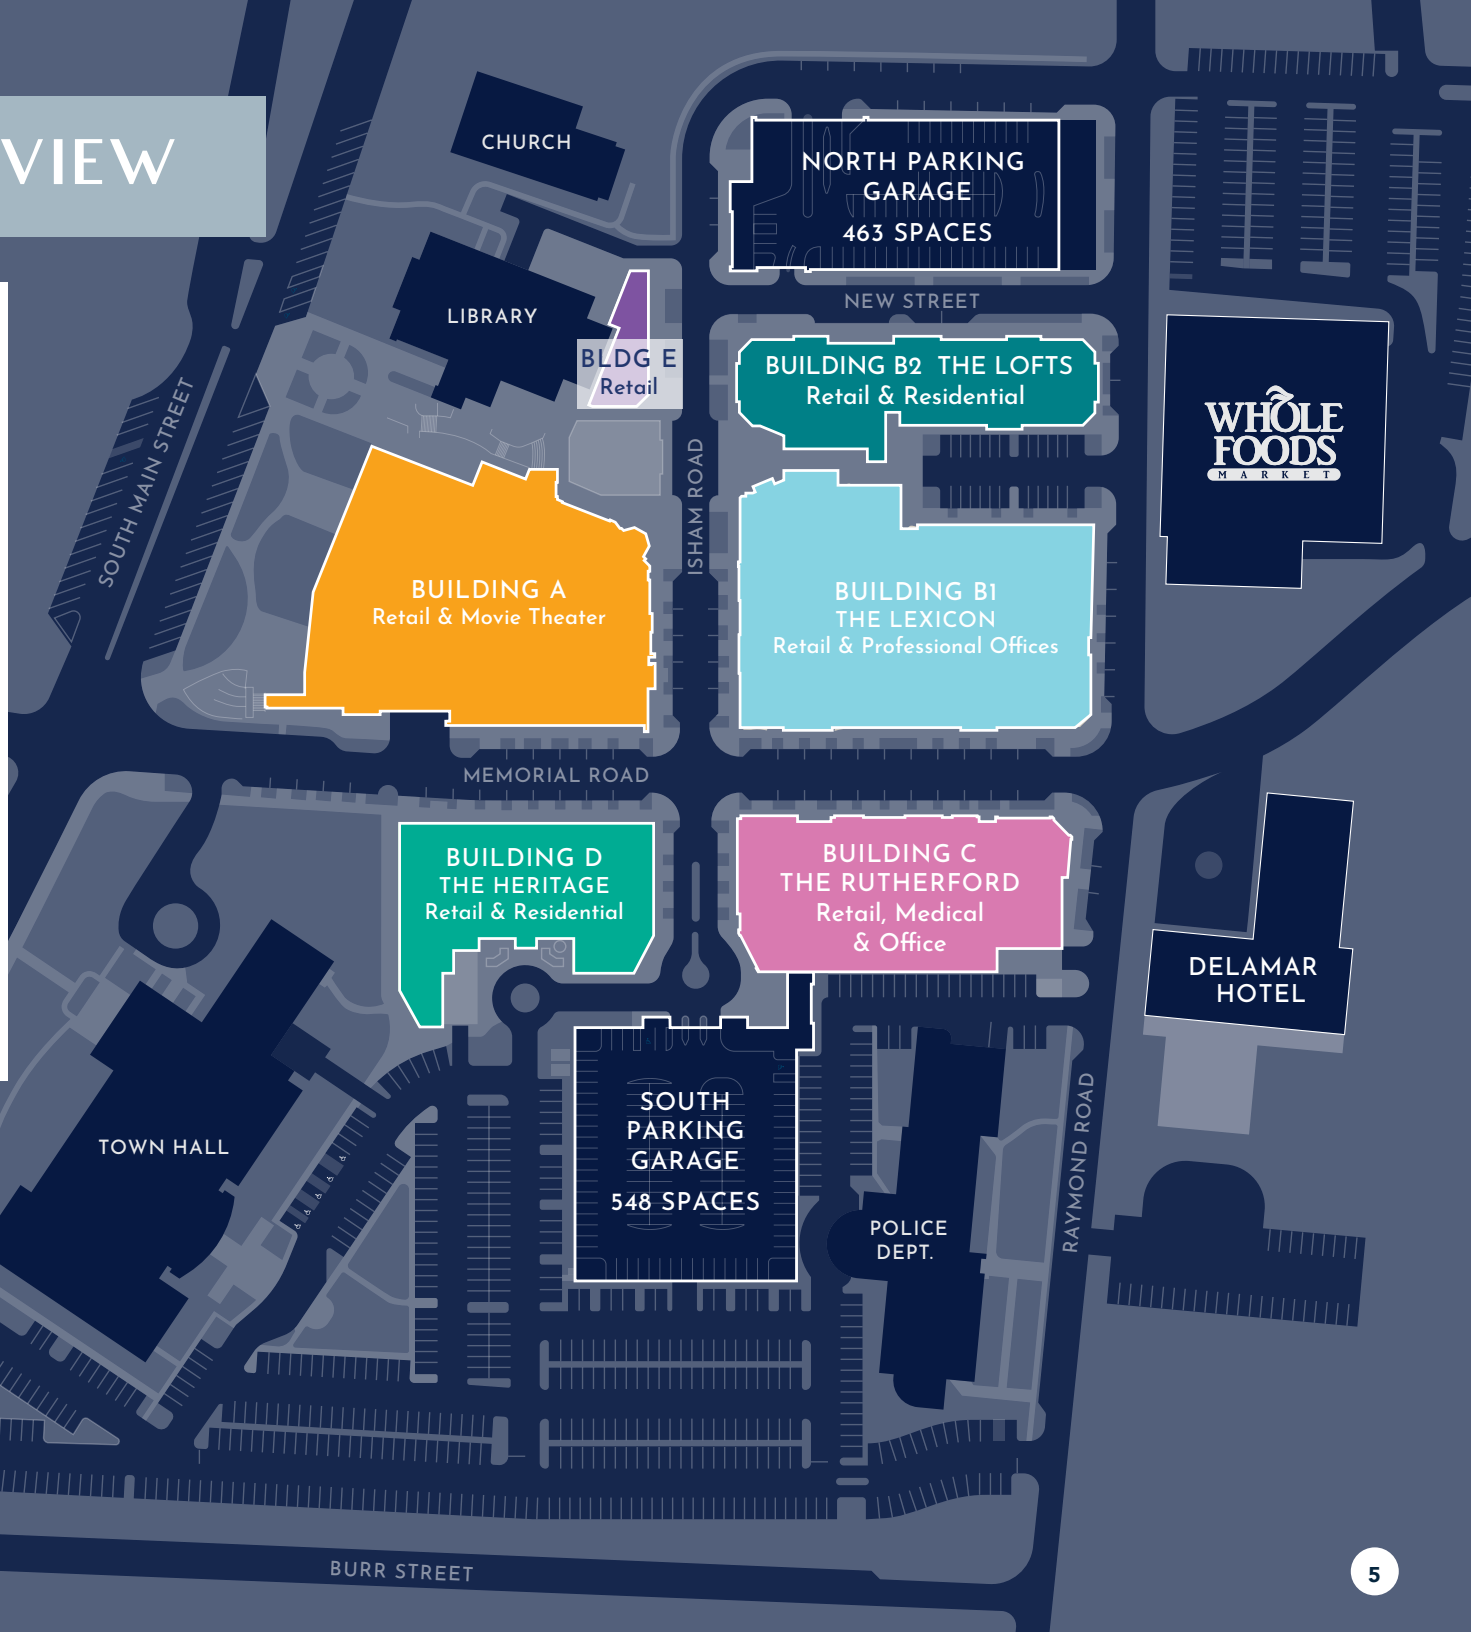 VIEW
CHURCH
NORTH PARKING
GARAGE
463 SPACES
NEW STREET
LIBRARY
BLDG E
Retail
BUILDING B2 THE LOFTS
Retail & Residential
WHOLE
FOODS
MARKET
SOUTH MAIN STREET
ISHAM ROAD
BUILDING A
Retail & Movie Theater
BUILDING B1
THE LEXICON
Retail & Professional Offices
MEMORIAL ROAD
BUILDING D
THE HERITAGE
Retail & Residential
BUILDING C
THE RUTHERFORD
Retail, Medical
& Office
DELAMAR
HOTEL
SOUTH
PARKING
GARAGE
548 SPACES
TOWN HALL
POLICE
DEPT.
RAYMOND ROAD
BURR STREET
5